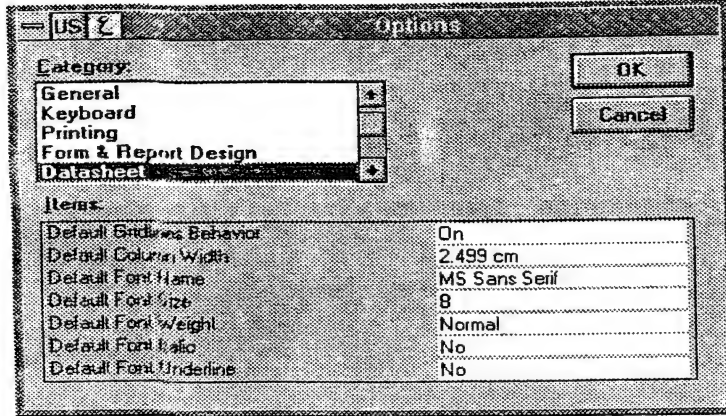 US ع Options
Category:
OK
General
Keyboard
Cancel
Printing
Form & Report Design
Datasheet
Items:
Default Gridlines Behavior On
Default Column Width 2.499 cm
Default Font Name MS Sans Serif
Default Font Size 8
Default Font Weight Normal
Default Font Italic No
Default Font Underline No